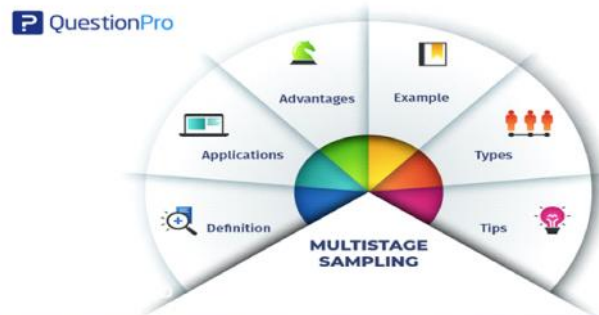 QuestionPro
Advantages
Example
Applications
Types
Definition
Tips
MULTISTAGE
SAMPLING